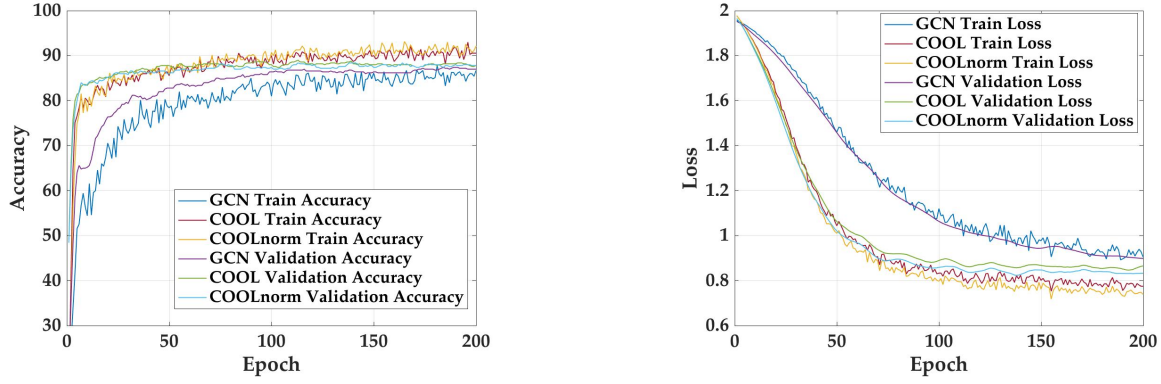 100
90
80
70
60
50
40
30
Accuracy
GCN Train Accuracy
COOL Train Accuracy
COOLnorm Train Accuracy
GCN Validation Accuracy
COOL Validation Accuracy
COOLnorm Validation Accuracy
0 50 100 150 200
Epoch
2
1.8
1.6
1.4
1.2
1
0.8
0.6
Loss
GCN Train Loss
COOL Train Loss
COOLnorm Train Loss
GCN Validation Loss
COOL Validation Loss
COOLnorm Validation Loss
0 50 100 150 200
Epoch